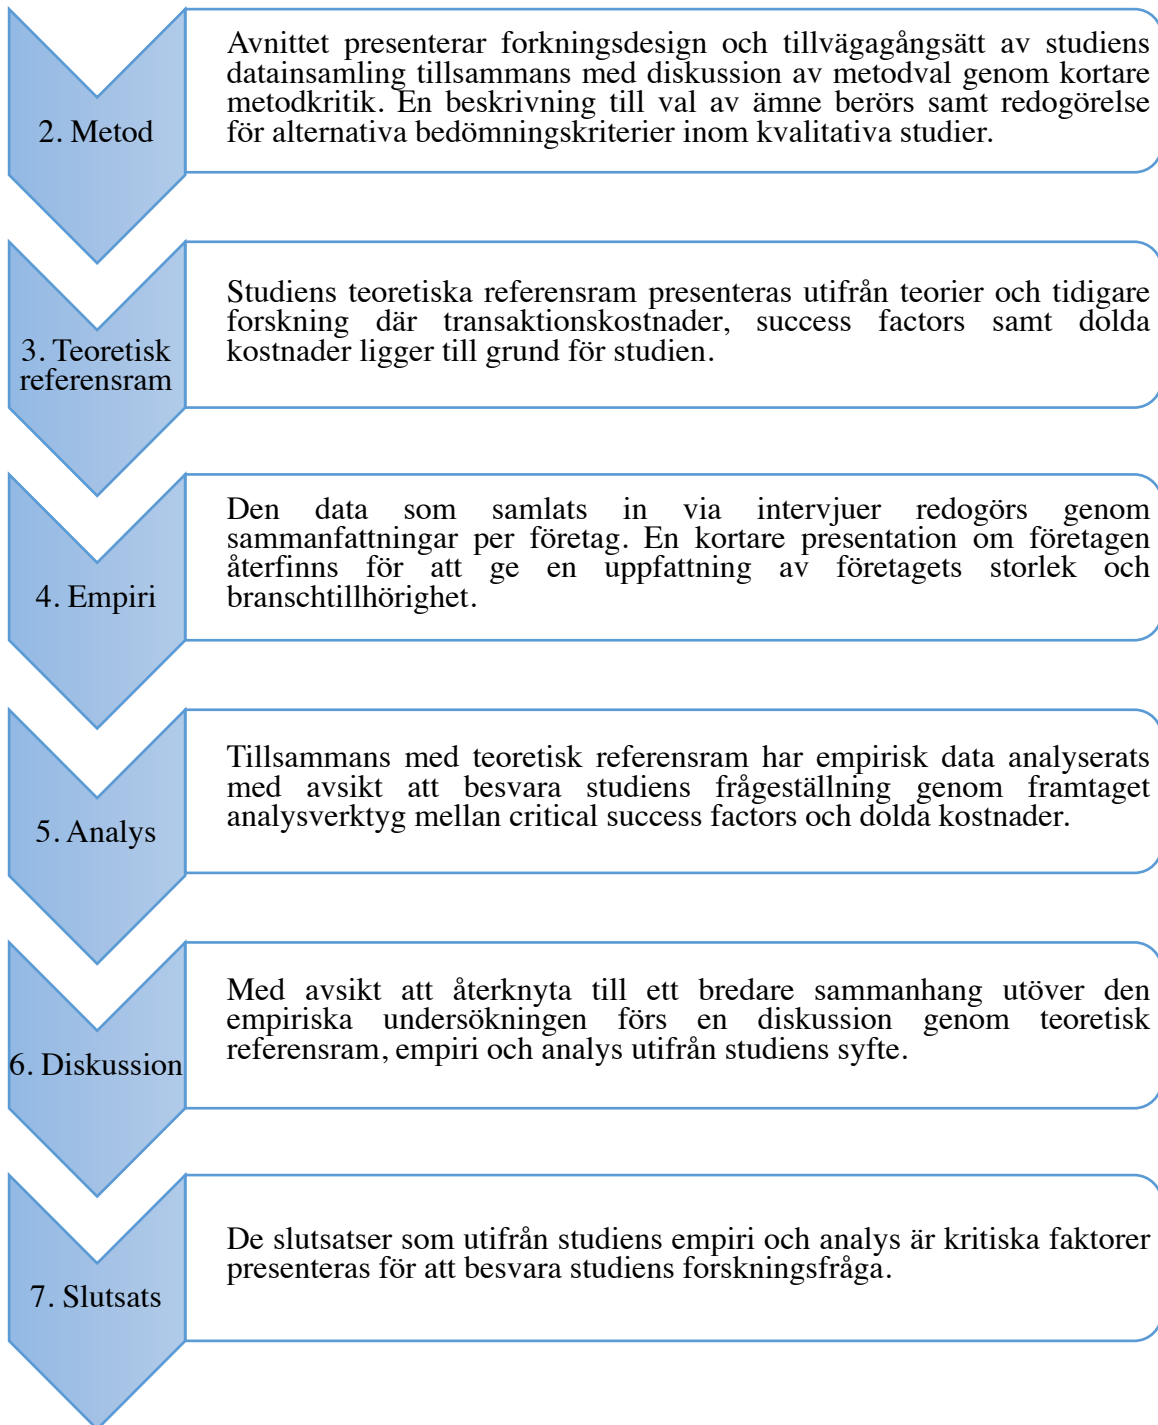 Avnittet presenterar forkningsdesign och tillvägagångsätt av studiens
datainsamling tillsammans med diskussion av metodval genom kortare
metodkritik. En beskrivning till val av ämne berörs samt redogörelse
för alternativa bedömningskriterier inom kvalitativa studier.
2. Metod
Studiens teoretiska referensram presenteras utifrån teorier och tidigare
forskning där transaktionskostnader, success factors samt dolda
kostnader ligger till grund för studien.
3. Teoretisk
referensram
Den data som samlats in via intervjuer redogörs genom
sammanfattningar per företag. En kortare presentation om företagen
återfinns för att ge en uppfattning av företagets storlek och
branschtillhörighet.
4. Empiri
Tillsammans med teoretisk referensram har empirisk data analyserats
med avsikt att besvara studiens frågeställning genom framtaget
analysverktyg mellan critical success factors och dolda kostnader.
5. Analys
Med avsikt att återknyta till ett bredare sammanhang utöver den
empiriska undersökningen förs en diskussion genom teoretisk
referensram, empiri och analys utifrån studiens syfte.
6. Diskussion
De slutsatser som utifrån studiens empiri och analys är kritiska faktorer
presenteras för att besvara studiens forskningsfråga.
7. Slutsats